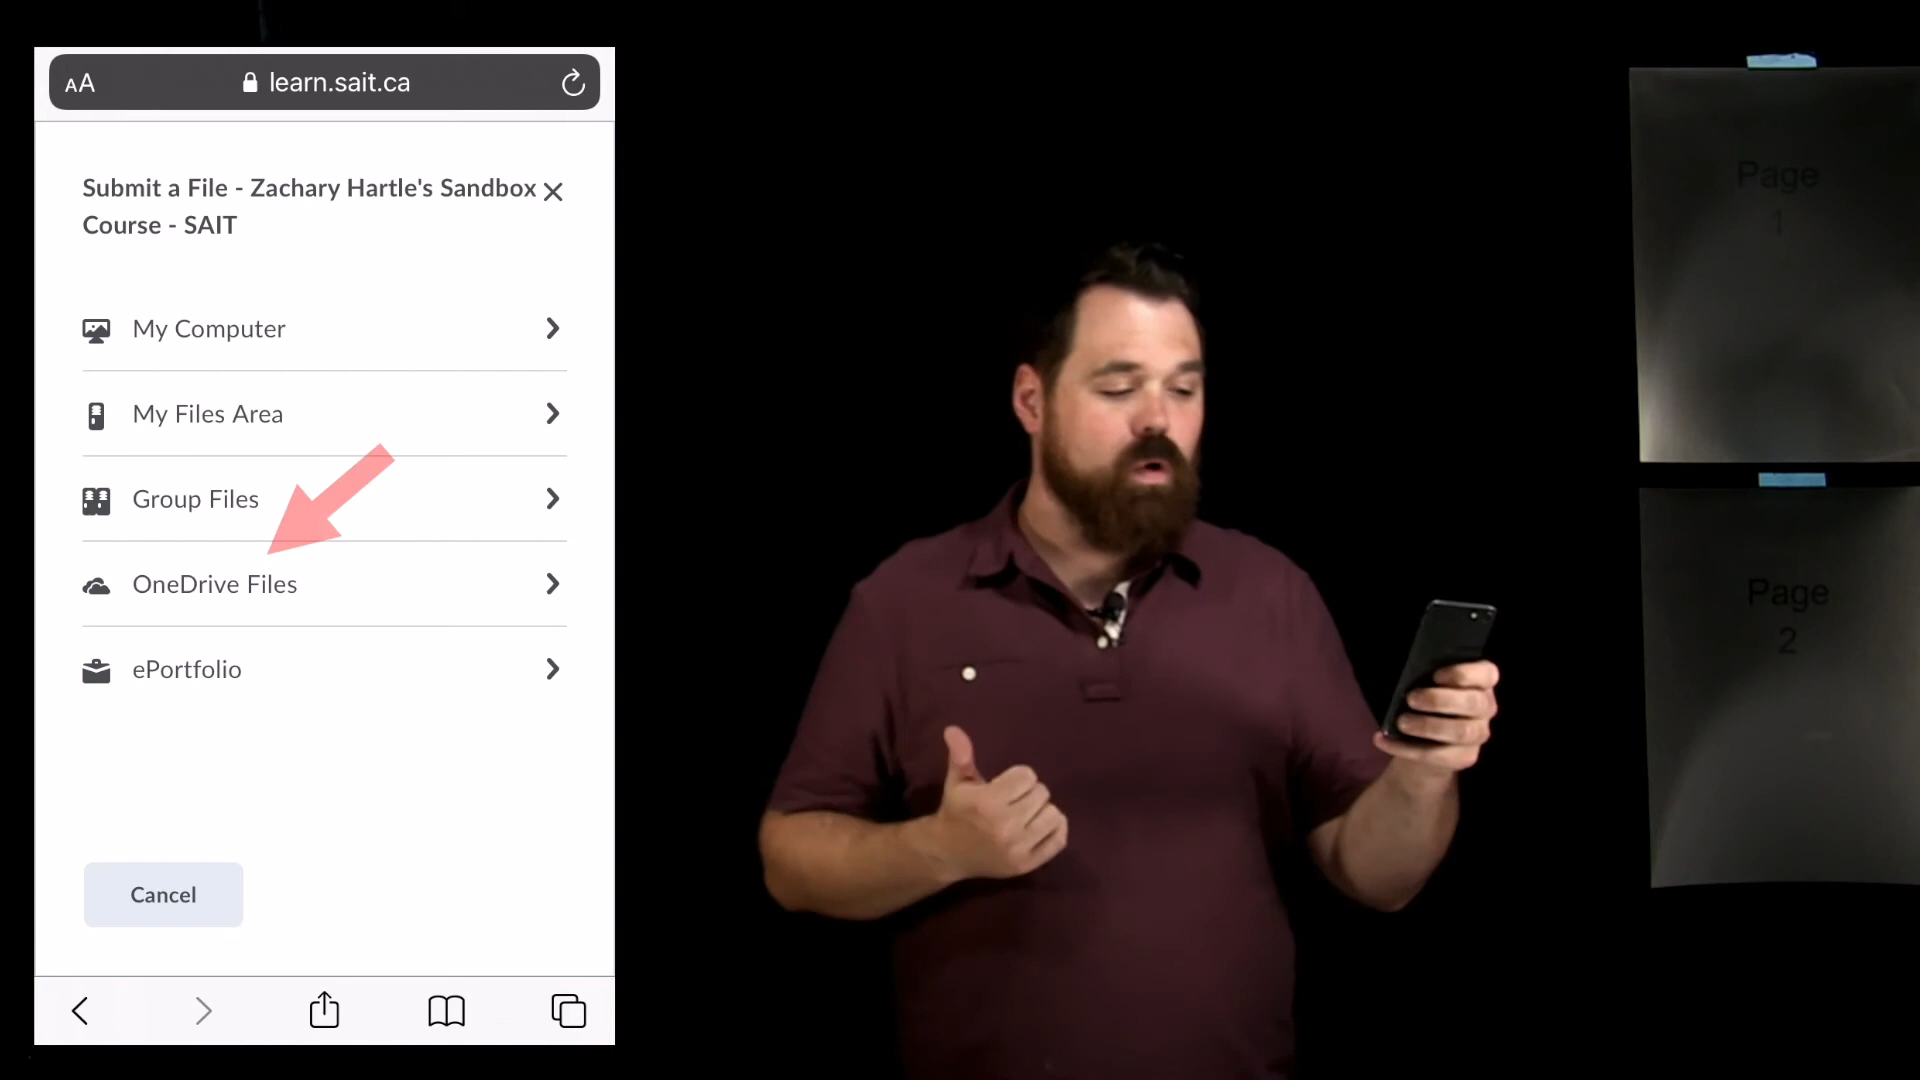 AA
learn.sait.ca
Submit a File - Zachary Hartle's Sandbox
Course - SAIT
My Computer
My Files Area
Group Files
OneDrive Files
ePortfolio
Cancel
Page
1
Page
2